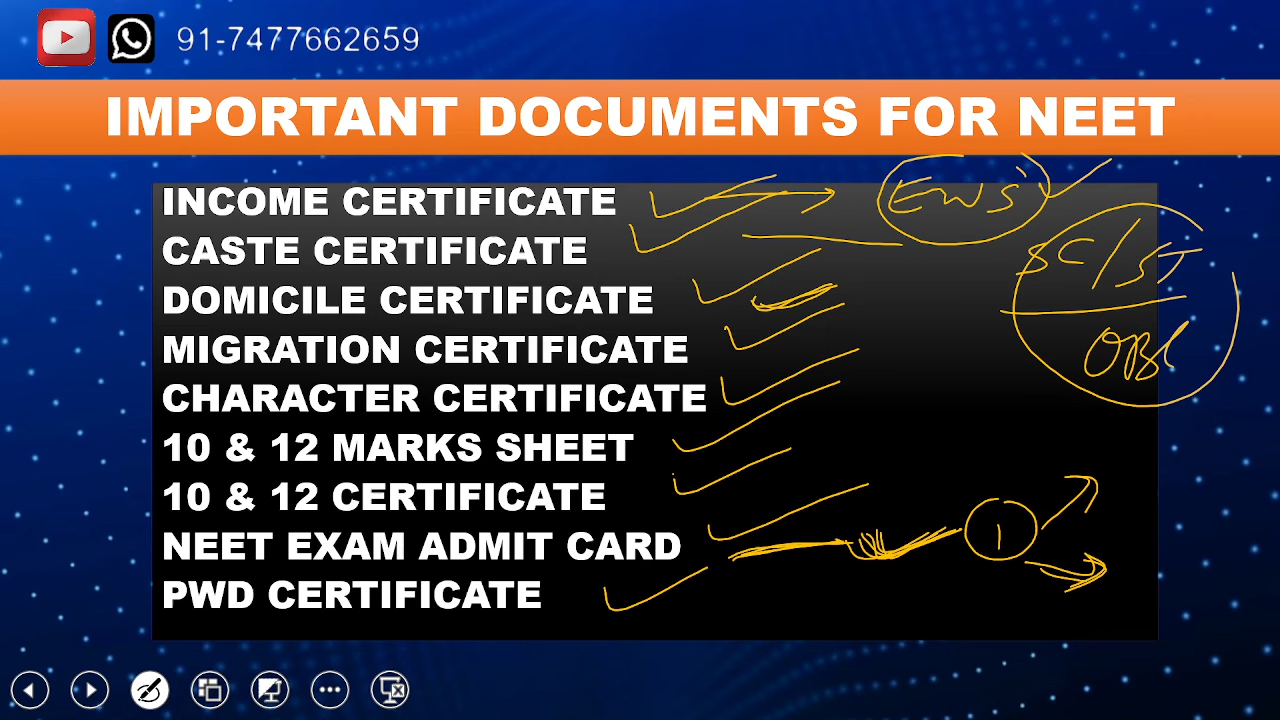 91-7477662659
IMPORTANT DOCUMENTS FOR NEET
INCOME CERTIFICATE
EWS
CASTE CERTIFICATE
SC/ST
DOMICILE CERTIFICATE
MIGRATION CERTIFICATE
OBC
CHARACTER CERTIFICATE
10 & 12 MARKS SHEET
10 & 12 CERTIFICATE
NEET EXAM ADMIT CARD
1
PWD CERTIFICATE